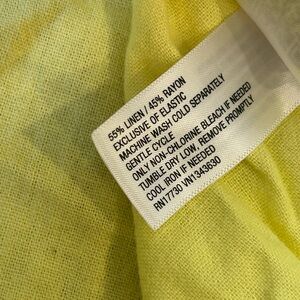 55% LINEN / 45% RAYON
EXCLUSIVE OF ELASTIC
MACHINE WASH COLD SEPARATELY
GENTLE CYCLE
ONLY NON-CHLORINE BLEACH IF NEEDED
TUMBLE DRY LOW, REMOVE PROMPTLY
COOL IRON IF NEEDED
RN17730 VN1343630